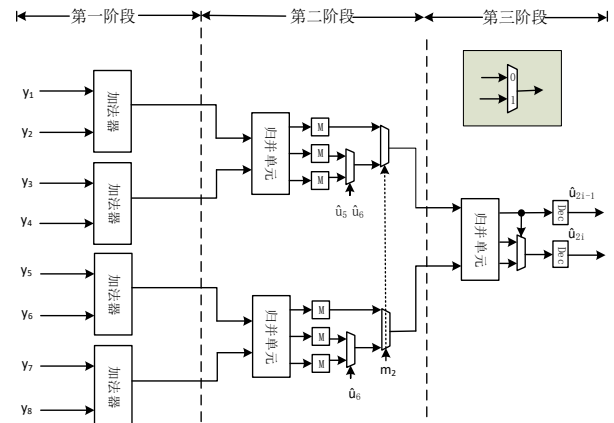 第一阶段
第二阶段
第三阶段
0
1
y1
y2
y3
y4
y5
y6
y7
y8
加法器
加法器
加法器
加法器
归并单元
M
M
M
û5 û6
归并单元
M
M
M
û6
m2
归并单元
Dec
Dec
û2i-1
û2i